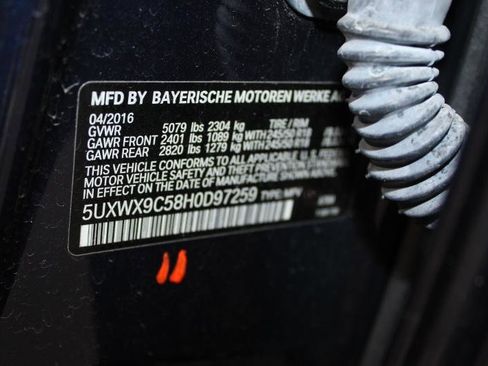 MFD BY BAYERISCHE MOTOREN WERKE
04/2016
GVWR 5079 lbs 2304 kg TIRE / RIM
GAWR FRONT 2401 lbs 1089 kg WITH 245/50 R18
GAWR REAR 2820 lbs 1279 kg WITH 245/50 R18
THIS VEHICLE CONFORMS TO ALL APPLICABLE U.S.
MOTOR VEHICLE SAFETY AND THEFT PREVENTION
IN EFFECT ON THE DATE OF MANUFACTURE
5UXWX9C58H0D97259 TYPE: MPV